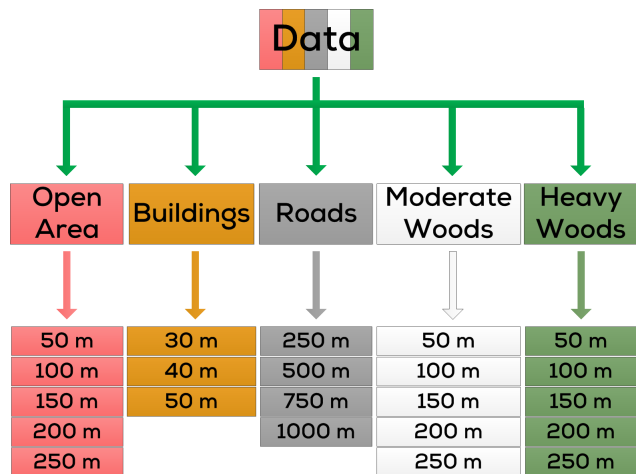 Data
Open
Area
Buildings
Roads
Moderate
Woods
Heavy
Woods
50 m
100 m
150 m
200 m
250 m
30 m
40 m
50 m
250 m
500 m
750 m
1000 m
50 m
100 m
150 m
200 m
250 m
50 m
100 m
150 m
200 m
250 m